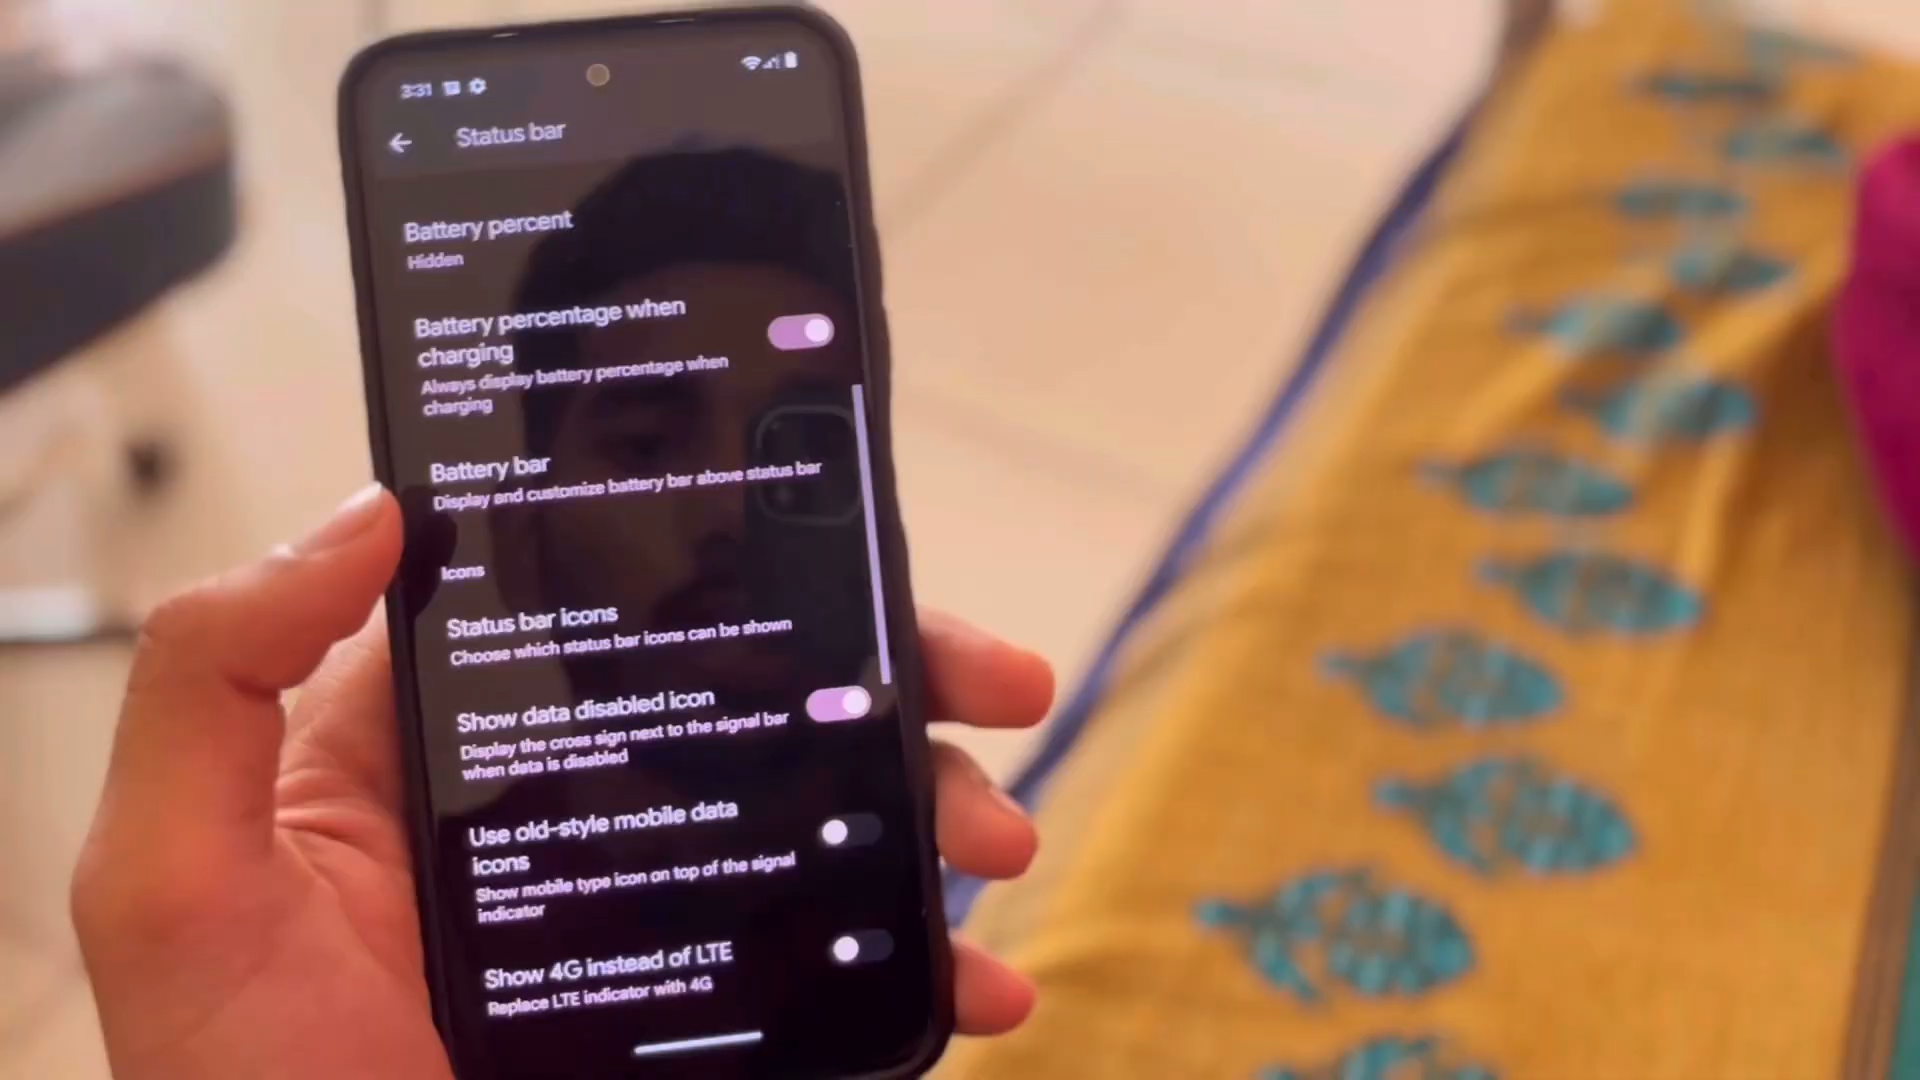 3:31
Status bar
Battery percent
Hidden
Battery percentage when
charging
Always display battery percentage when
charging
Battery bar
Display and customize battery bar above status bar
Icons
Status bar icons
Choose which status bar icons can be shown
Show data disabled icon
Display the cross sign next to the signal bar
when data is disabled
Use old-style mobile data
icons
Show mobile type icon on top of the signal
indicator
Show 4G instead of LTE
Replace LTE indicator with 4G